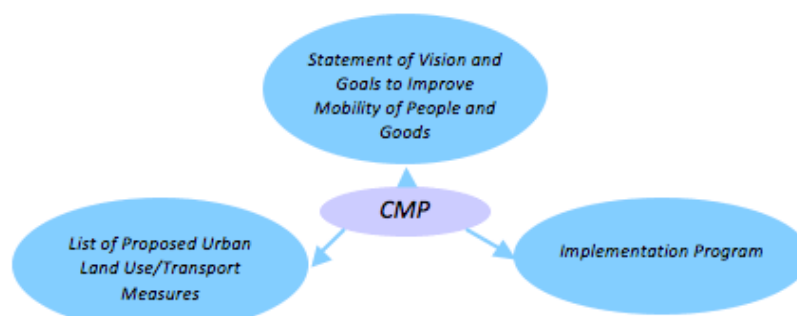 Statement of Vision and
Goals to Improve
Mobility of People and
Goods
CMP
List of Proposed Urban
Land Use/Transport
Measures
Implementation Program